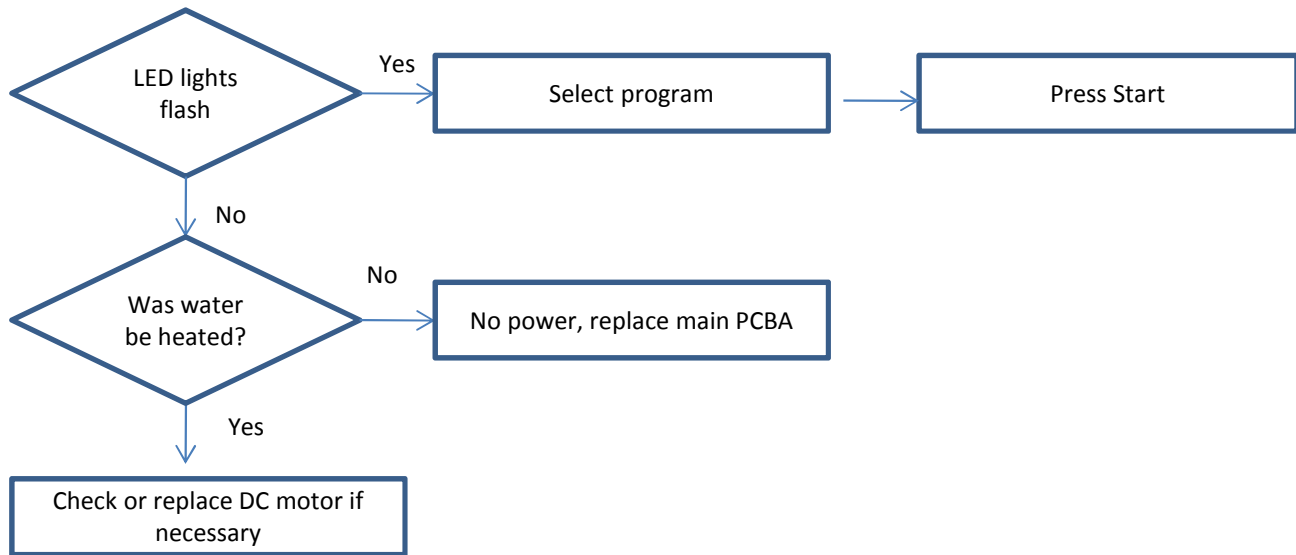 LED lights
flash
Yes
Select program
Press Start
No
Was water
be heated?
No
No power, replace main PCBA
Yes
Check or replace DC motor if
necessary